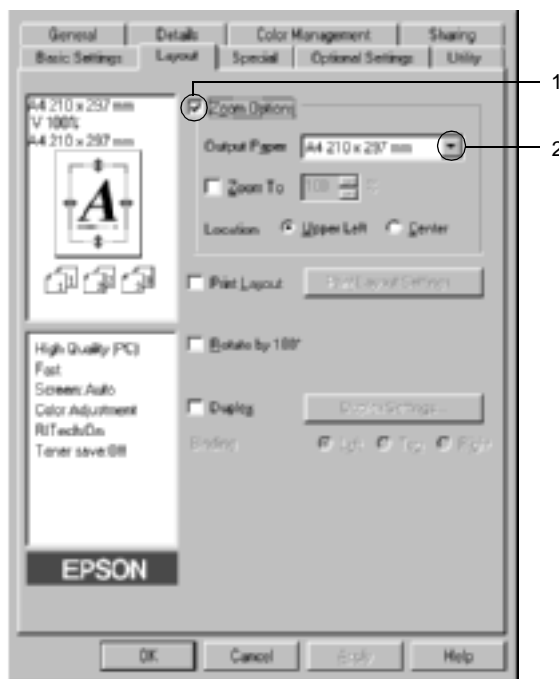 General Details Color Management Sharing
Basic Settings Layout Special Optional Settings Utility
1
A4 210 x 297 mm
V 100%
A4 210 x 297 mm
A
Zoom Options
Output Paper A4 210 x 297 mm
2
Zoom To 100 %
Location Upper Left Center
Print Layout Print Layout Settings
Rotate by 180°
High Quality (PC)
Fast
Screen: Auto
Color Adjustment
RITech:On
Toner save:Off
Duplex Duplex Settings...
Binding Left Top Right
EPSON
OK Cancel Apply Help